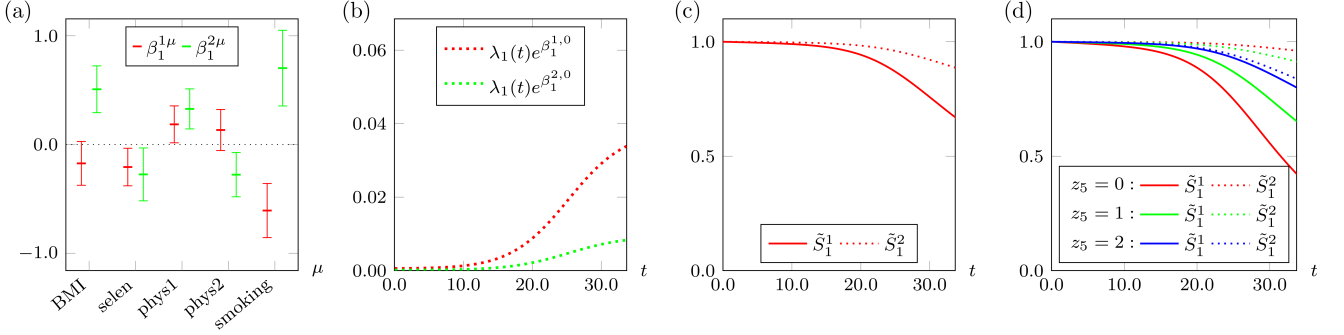 (a)
1.0
0.0
−1.0
β₁¹ᵘ β₁²ᵘ
BMI
selen
phys1
phys2
smoking
μ
(b)
0.06
0.04
0.02
0.00
λ₁(t)e^{β₁^{1,0}}
λ₁(t)e^{β₁^{2,0}}
0.0 10.0 20.0 30.0
t
(c)
1.0
0.5
0.0
S̃₁¹ S̃₁²
0.0 10.0 20.0 30.0
t
(d)
1.0
0.5
0.0
z₅ = 0 : S̃₁¹ S̃₁²
z₅ = 1 : S̃₁¹ S̃₁²
z₅ = 2 : S̃₁¹ S̃₁²
0.0 10.0 20.0 30.0
t